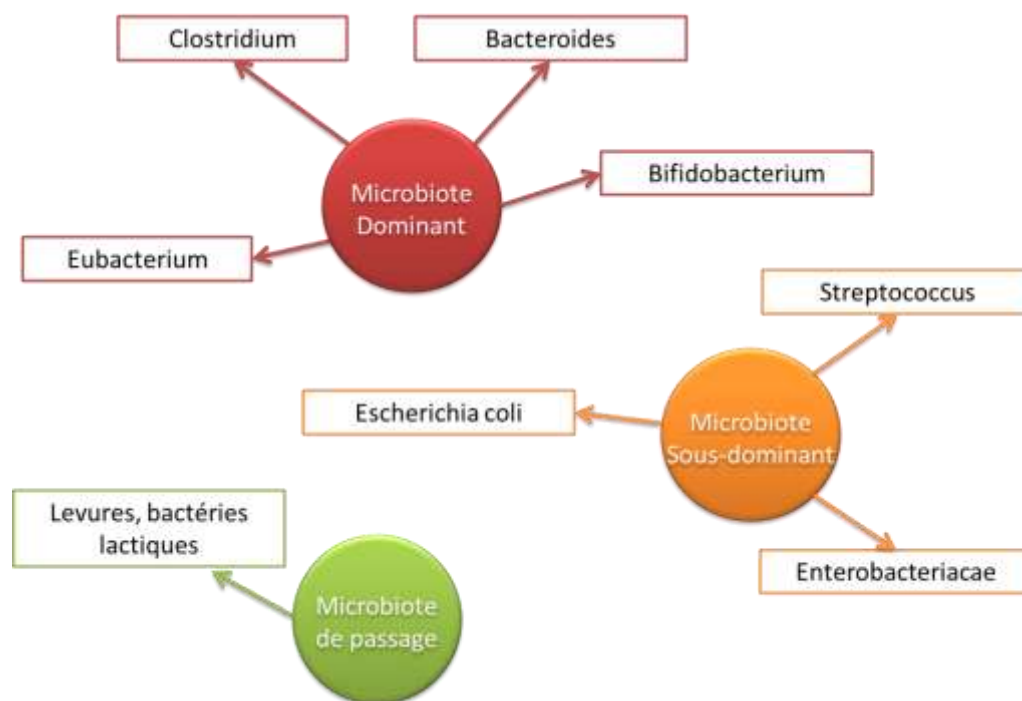 Clostridium
Bacteroides
Microbiote
Dominant
Bifidobacterium
Eubacterium
Streptococcus
Escherichia coli
Microbiote
Sous-dominant
Levures, bactéries
lactiques
Enterobacteriacae
Microbiote
de passage